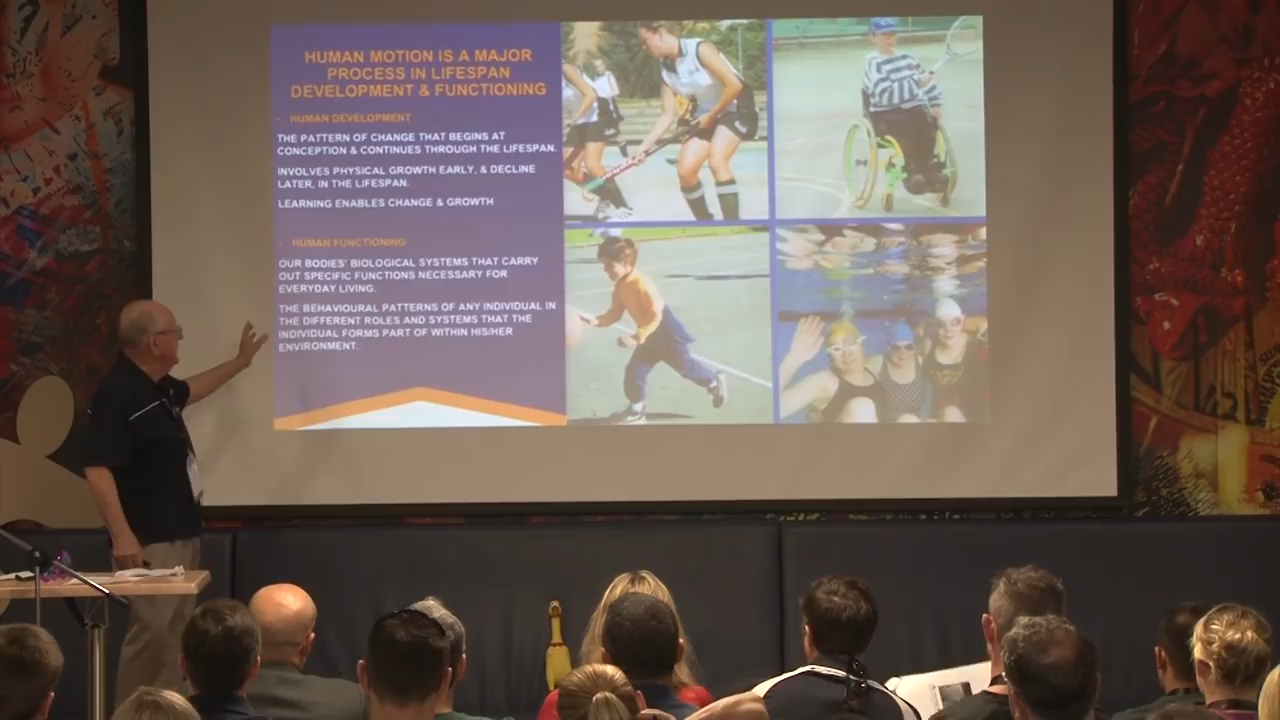 HUMAN MOTION IS A MAJOR
PROCESS IN LIFESPAN
DEVELOPMENT & FUNCTIONING
· HUMAN DEVELOPMENT
THE PATTERN OF CHANGE THAT BEGINS AT
CONCEPTION & CONTINUES THROUGH THE LIFESPAN.
INVOLVES PHYSICAL GROWTH EARLY, & DECLINE
LATER, IN THE LIFESPAN.
LEARNING ENABLES CHANGE & GROWTH
· HUMAN FUNCTIONING
OUR BODIES' BIOLOGICAL SYSTEMS THAT CARRY
OUT SPECIFIC FUNCTIONS NECESSARY FOR
EVERYDAY LIVING.
THE BEHAVIOURAL PATTERNS OF ANY INDIVIDUAL IN
THE DIFFERENT ROLES AND SYSTEMS THAT THE
INDIVIDUAL FORMS PART OF WITHIN HIS/HER
ENVIRONMENT.